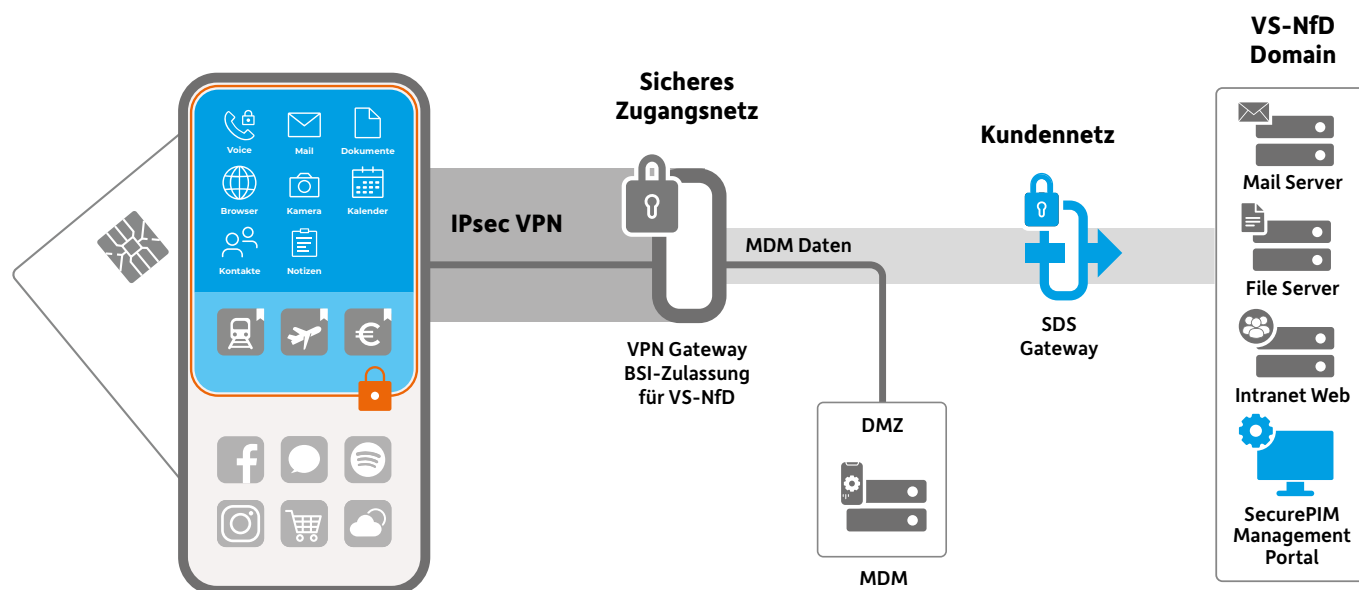 VS-NfD
Domain
Sicheres
Zugangsnetz
Kundennetz
Voice
Mail
Dokumente
Browser
Kamera
Kalender
Kontakte
Notizen
IPsec VPN
MDM Daten
VPN Gateway
BSI-Zulassung
für VS-NfD
SDS
Gateway
DMZ
MDM
Mail Server
File Server
Intranet Web
SecurePIM
Management
Portal